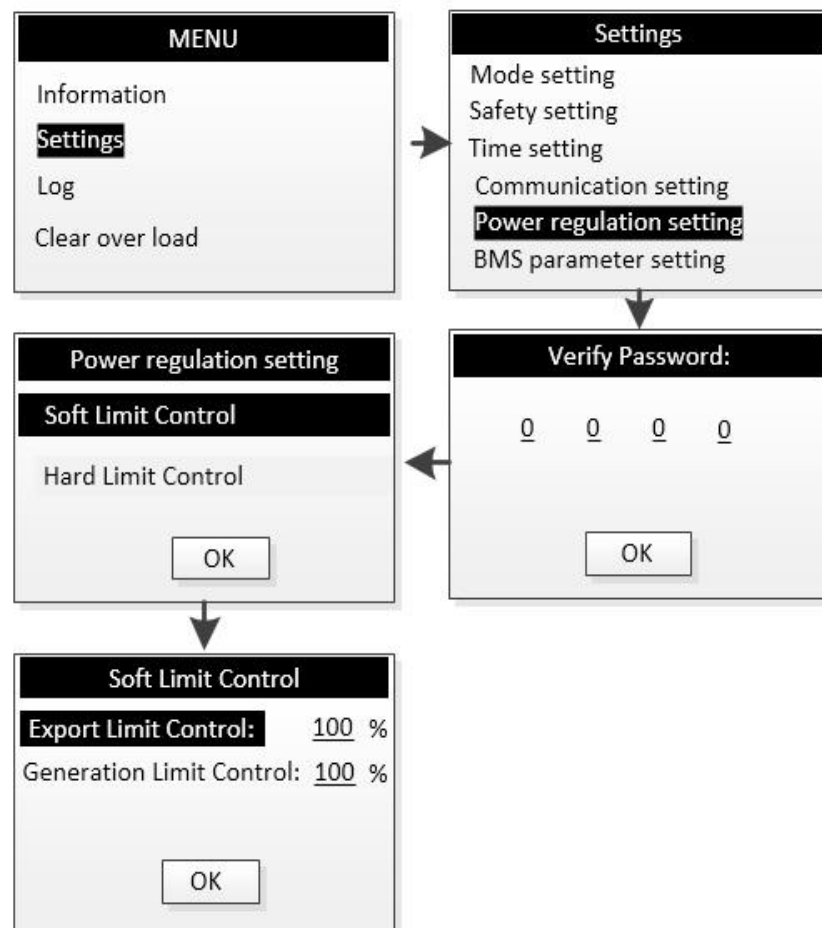 MENU
Information
Settings
Log
Clear over load
Settings
Mode setting
Safety setting
Time setting
Communication setting
Power regulation setting
BMS parameter setting
Verify Password:
0 0 0 0
OK
Power regulation setting
Soft Limit Control
Hard Limit Control
OK
Soft Limit Control
Export Limit Control: 100 %
Generation Limit Control: 100 %
OK